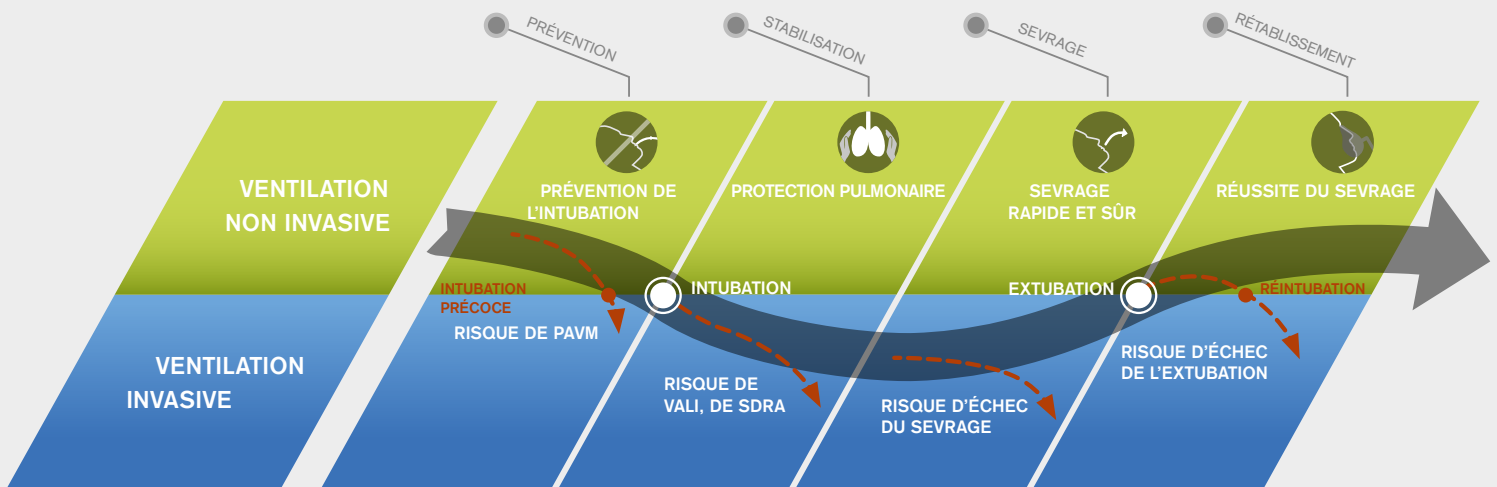 PRÉVENTION
STABILISATION
SEVRAGE
RÉTABLISSEMENT
VENTILATION
NON INVASIVE
PRÉVENTION DE
L'INTUBATION
PROTECTION PULMONAIRE
SEVRAGE
RAPIDE ET SÛR
RÉUSSITE DU SEVRAGE
INTUBATION
PRÉCOCE
RISQUE DE PAVM
INTUBATION
EXTUBATION
RÉINTUBATION
VENTILATION
INVASIVE
RISQUE DE
VALI, DE SDRA
RISQUE D'ÉCHEC
DU SEVRAGE
RISQUE D'ÉCHEC
DE L'EXTUBATION